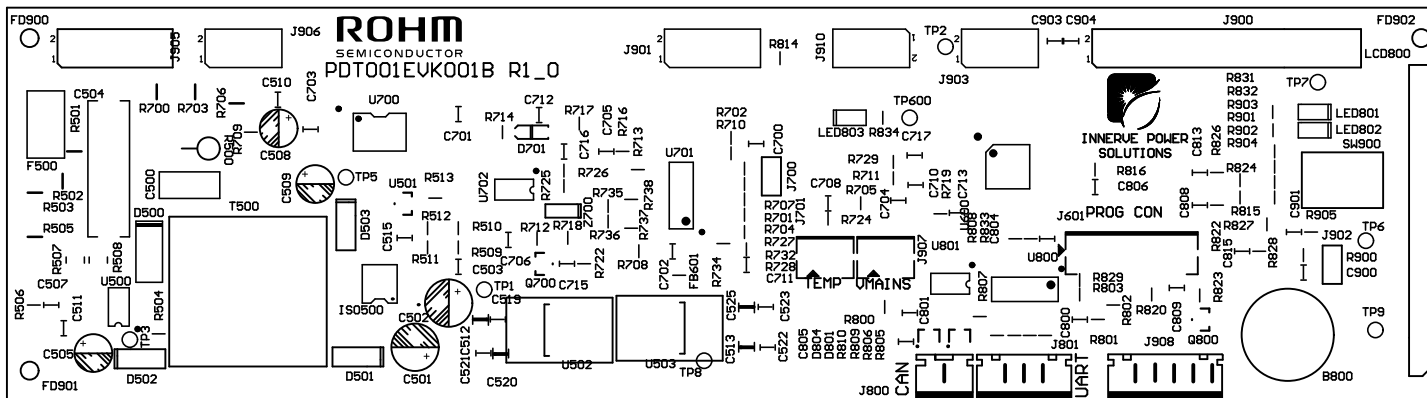 FD900
J905
J906
ROHM
SEMICONDUCTOR
PDT001EVK001B R1_0
J901
R814
J910
TP2
J903
C903 C904
J900
FD902
LCD800
C504
R501
R700
R703
R706
C510
C703
U700
C701
R714
C712
D701
R717
C705
R716
C716
R713
R702
R710
C700
LED803
TP600
R834
C717
INNERVE POWER
SOLUTIONS
R831
R832
R903
R901
R902
R904
TP7
LED801
LED802
SW900
F500
R709
C508
C509
TP5
C500
R502
R503
R505
D500
T500
D503
C515
U501
R513
R512
R511
U702
R725
R726
U701
R735
R738
Z700
R718
R736
R737
R712
R510
R509
C503
C706
Q700
C715
R722
R708
C702
FB601
R734
J700
R707
R701
R704
R727
R732
R728
C711
J701
C708
R729
R711
R705
R724
C704
C710
R719
C713
TEMP VMAINS
J907
U801
R808
R833
C804
J601
PROG CON
R816
C806
C813
R826
R824
C808
R815
R827
R822
C815
R828
C901
R905
J902
TP6
R900
C900
U800
R829
R803
R802
R820
C809
R823
Q800
R801
C800
R807
C801
R800
R507
R508
C507
U500
C511
R504
R506
C505
TP3
D502
FD901
ISO500
C502
D501
C501
TP1
C519
C512
C521
C520
U502
U503
TP8
C525
C523
C513
C522
C805
D804
D801
R810
R809
R806
R805
CAN
J800
J801
UART
J908
B800
TP9